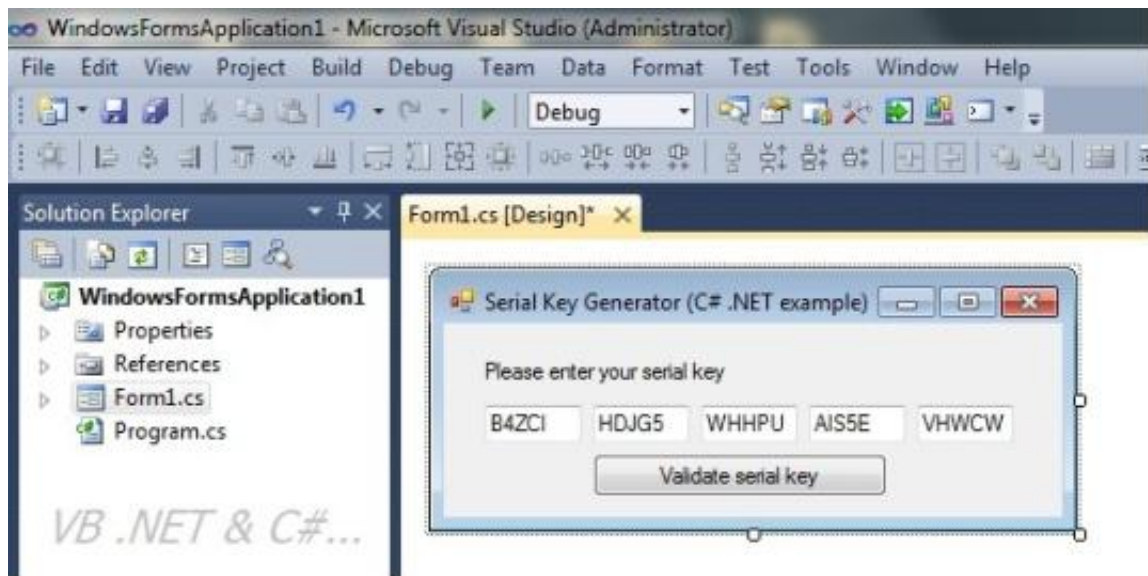 WindowsFormsApplication1 - Microsoft Visual Studio (Administrator)
File Edit View Project Build Debug Team Data Format Test Tools Window Help
Debug
Solution Explorer
Form1.cs [Design]*
WindowsFormsApplication1
Properties
References
Form1.cs
Program.cs
VB .NET & C#...
Serial Key Generator (C# .NET example)
Please enter your serial key
B4ZCI HDJG5 WHHPU AIS5E VHWCW
Validate serial key